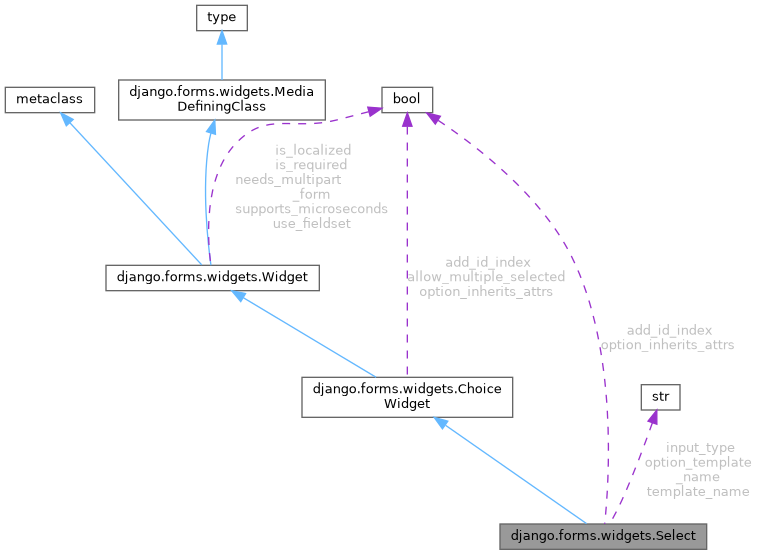 type
django.forms.widgets.Media
DefiningClass
metaclass
bool
is_localized
is_required
needs_multipart
_form
supports_microseconds
use_fieldset
django.forms.widgets.Widget
add_id_index
allow_multiple_selected
option_inherits_attrs
add_id_index
option_inherits_attrs
django.forms.widgets.Choice
Widget
str
input_type
option_template
_name
template_name
django.forms.widgets.Select